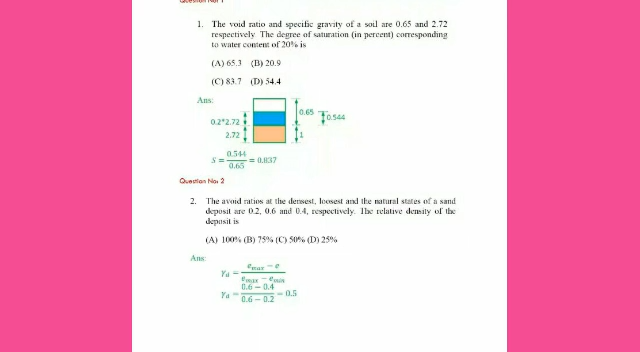 Question No: 1
1. The void ratio and specific gravity of a soil are 0.65 and 2.72
respectively. The degree of saturation (in percent) corresponding
to water content of 20% is
(A) 65.3 (B) 20.9
(C) 83.7 (D) 54.4
Ans:
0.65
0.544
0.2*2.72
2.72
1
S = 0.544
0.65
= 0.837
Question No: 2
2. The avoid ratios at the densest, loosest and the natural states of a sand
deposit are 0.2, 0.6 and 0.4, respectively. The relative density of the
deposit is
(A) 100% (B) 75% (C) 50% (D) 25%
Ans:
γd = emax − e
emax − emin
γd = 0.6 − 0.4
0.6 − 0.2
= 0.5